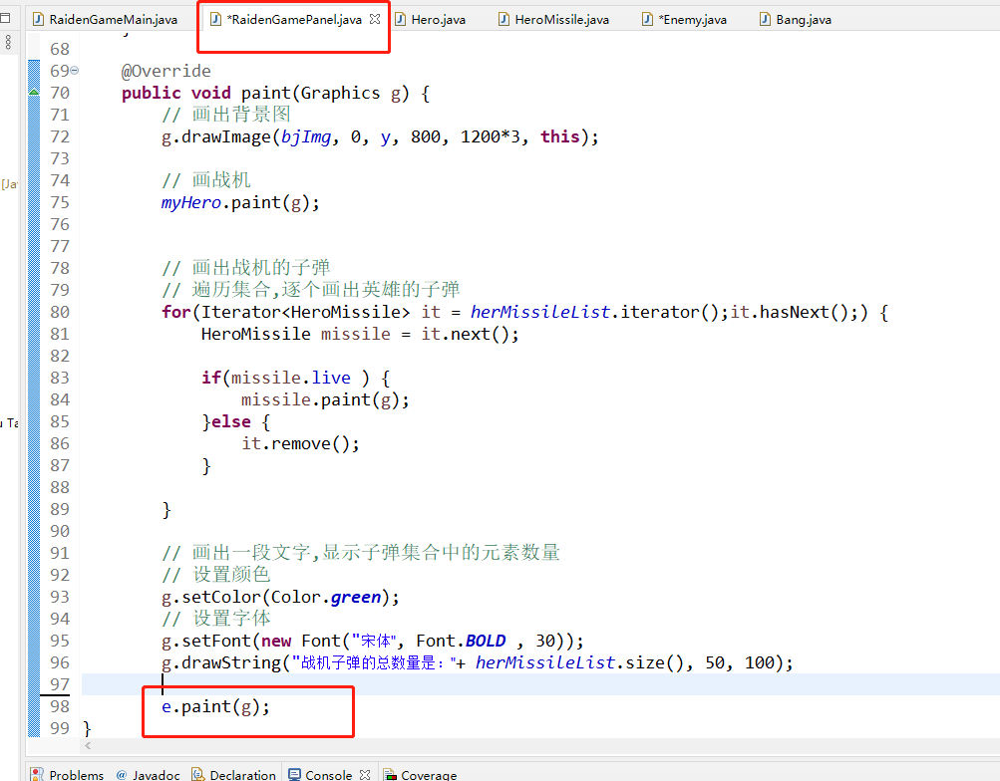 RaidenGameMain.java *RaidenGamePanel.java Hero.java HeroMissile.java *Enemy.java Bang.java
68
69 @Override
70 public void paint(Graphics g) {
71 // 画出背景图
72 g.drawImage(bjImg, 0, y, 800, 1200*3, this);
73
74 // 画战机
75 myHero.paint(g);
76
77
78 // 画出战机的子弹
79 // 遍历集合,逐个画出英雄的子弹
80 for(Iterator<HeroMissile> it = herMissileList.iterator();it.hasNext();) {
81 HeroMissile missile = it.next();
82
83 if(missile.live ) {
84 missile.paint(g);
85 }else {
86 it.remove();
87 }
88
89 }
90
91 // 画出一段文字,显示子弹集合中的元素数量
92 // 设置颜色
93 g.setColor(Color.green);
94 // 设置字体
95 g.setFont(new Font("宋体", Font.BOLD , 30));
96 g.drawString("战机子弹的总数量是："+ herMissileList.size(), 50, 100);
97
98 e.paint(g);
99 }
Problems @ Javadoc Declaration Console Coverage